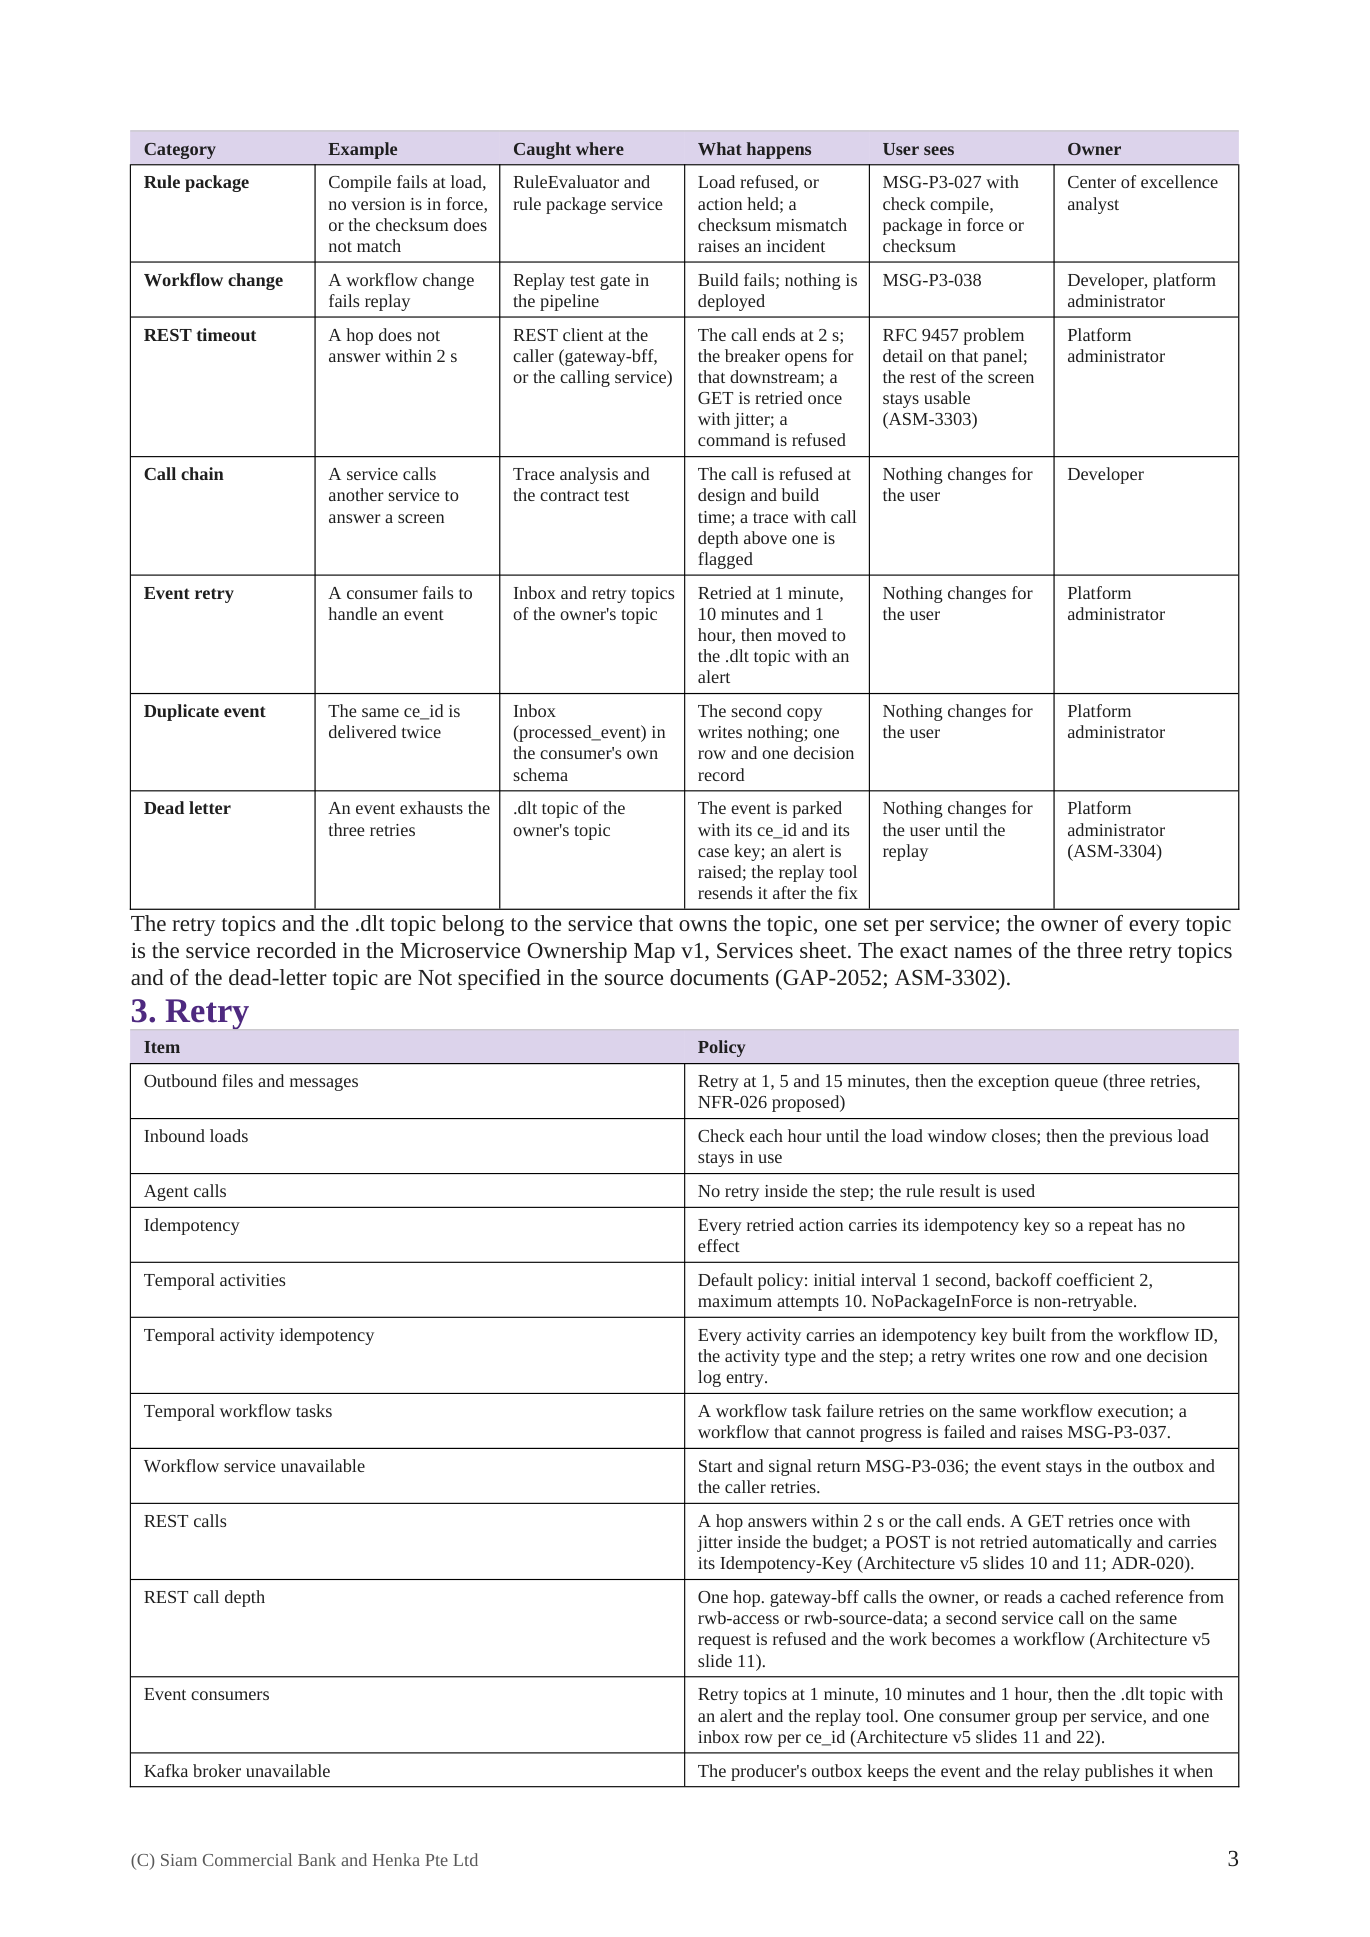 Category Example Caught where What happens User sees Owner
Rule package Compile fails at load, RuleEvaluator and Load refused, or MSG-P3-027 with Center of excellence
no version is in force, rule package service action held; a check compile, analyst
or the checksum does checksum mismatch package in force or
not match raises an incident checksum
Workflow change A workflow change Replay test gate in Build fails; nothing is MSG-P3-038 Developer, platform
fails replay the pipeline deployed administrator
REST timeout A hop does not REST client at the The call ends at 2 s; RFC 9457 problem Platform
answer within 2 s caller (gateway-bff, the breaker opens for detail on that panel; administrator
or the calling service) that downstream; a the rest of the screen
GET is retried once stays usable
with jitter; a (ASM-3303)
command is refused
Call chain A service calls Trace analysis and The call is refused at Nothing changes for Developer
another service to the contract test design and build the user
answer a screen time; a trace with call
depth above one is
flagged
Event retry A consumer fails to Inbox and retry topics Retried at 1 minute, Nothing changes for Platform
handle an event of the owner's topic 10 minutes and 1 the user administrator
hour, then moved to
the .dlt topic with an
alert
Duplicate event The same ce_id is Inbox The second copy Nothing changes for Platform
delivered twice (processed_event) in writes nothing; one the user administrator
the consumer's own row and one decision
schema record
Dead letter An event exhausts the .dlt topic of the The event is parked Nothing changes for Platform
three retries owner's topic with its ce_id and its the user until the administrator
case key; an alert is replay (ASM-3304)
raised; the replay tool
resends it after the fix
The retry topics and the .dlt topic belong to the service that owns the topic, one set per service; the owner of every topic
is the service recorded in the Microservice Ownership Map v1, Services sheet. The exact names of the three retry topics
and of the dead-letter topic are Not specified in the source documents (GAP-2052; ASM-3302).
3. Retry
Item Policy
Outbound files and messages Retry at 1, 5 and 15 minutes, then the exception queue (three retries,
NFR-026 proposed)
Inbound loads Check each hour until the load window closes; then the previous load
stays in use
Agent calls No retry inside the step; the rule result is used
Idempotency Every retried action carries its idempotency key so a repeat has no
effect
Temporal activities Default policy: initial interval 1 second, backoff coefficient 2,
maximum attempts 10. NoPackageInForce is non-retryable.
Temporal activity idempotency Every activity carries an idempotency key built from the workflow ID,
the activity type and the step; a retry writes one row and one decision
log entry.
Temporal workflow tasks A workflow task failure retries on the same workflow execution; a
workflow that cannot progress is failed and raises MSG-P3-037.
Workflow service unavailable Start and signal return MSG-P3-036; the event stays in the outbox and
the caller retries.
REST calls A hop answers within 2 s or the call ends. A GET retries once with
jitter inside the budget; a POST is not retried automatically and carries
its Idempotency-Key (Architecture v5 slides 10 and 11; ADR-020).
REST call depth One hop. gateway-bff calls the owner, or reads a cached reference from
rwb-access or rwb-source-data; a second service call on the same
request is refused and the work becomes a workflow (Architecture v5
slide 11).
Event consumers Retry topics at 1 minute, 10 minutes and 1 hour, then the .dlt topic with
an alert and the replay tool. One consumer group per service, and one
inbox row per ce_id (Architecture v5 slides 11 and 22).
Kafka broker unavailable The producer's outbox keeps the event and the relay publishes it when
(C) Siam Commercial Bank and Henka Pte Ltd 3